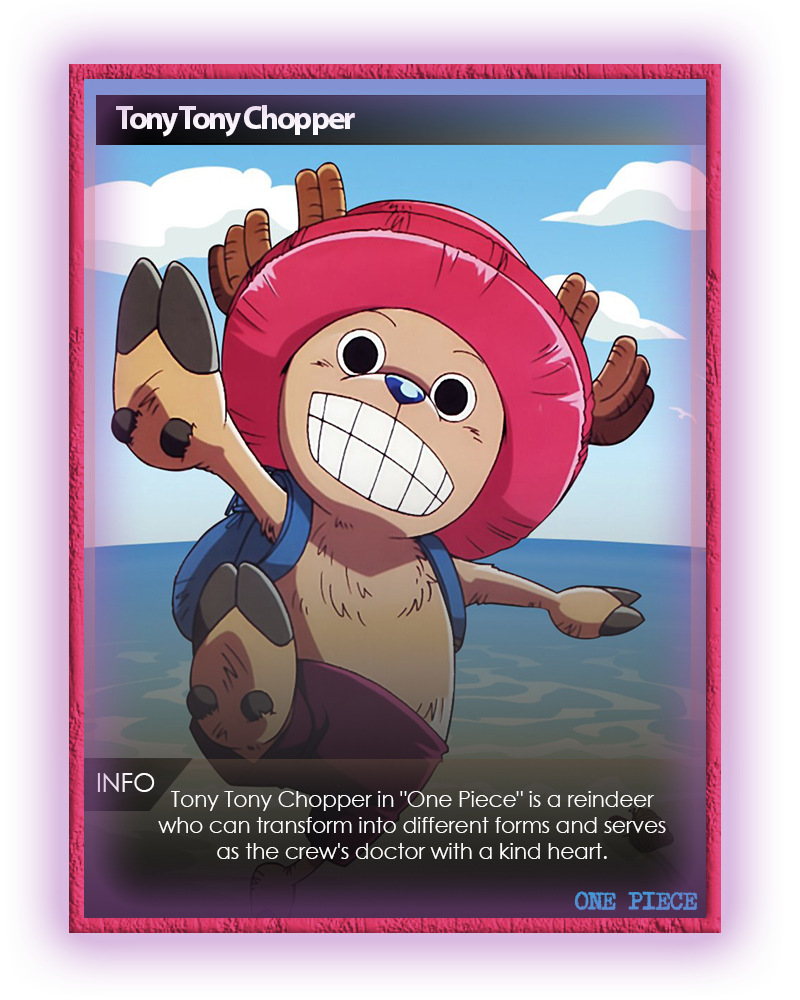 Tony Tony Chopper
INFO
Tony Tony Chopper in "One Piece" is a reindeer
who can transform into different forms and serves
as the crew's doctor with a kind heart.
ONE PIECE